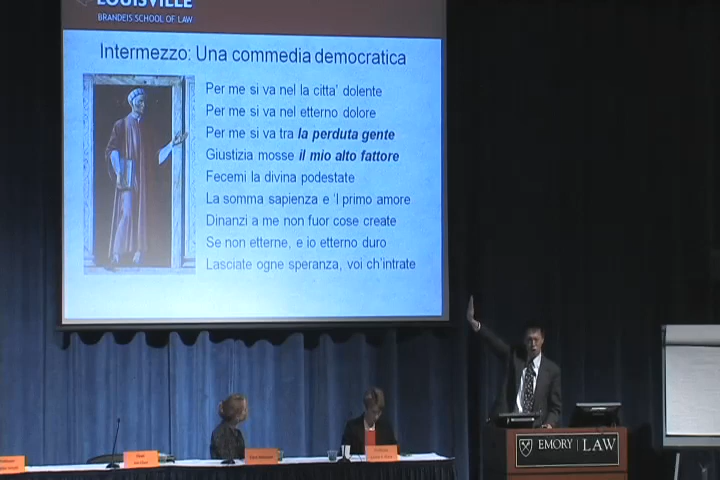 LOUISVILLE
BRANDEIS SCHOOL OF LAW
Intermezzo: Una commedia democratica
Per me si va nel la citta' dolente
Per me si va nel etterno dolore
Per me si va tra la perduta gente
Giustizia mosse il mio alto fattore
Fecemi la divina podestate
La somma sapienza e 'l primo amore
Dinanzi a me non fuor cose create
Se non etterne, e io etterno duro
Lasciate ogne speranza, voi ch'intrate
EMORY | LAW